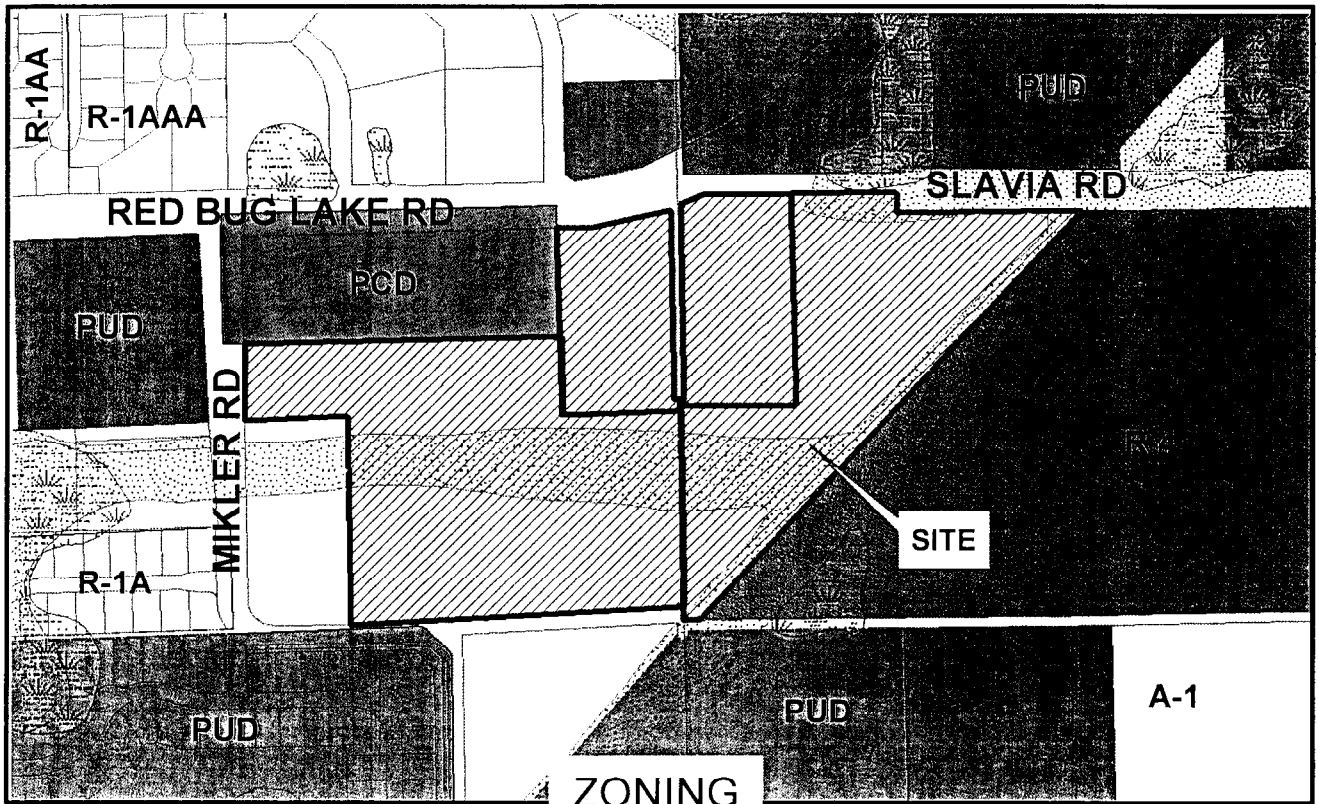 R-1AA
R-1AAA
PUD
RED BUG LAKE RD
SLAVIA RD
PCD
PUD
MIKLER RD
SITE
R-1A
PUD
PUD
A-1
ZONING